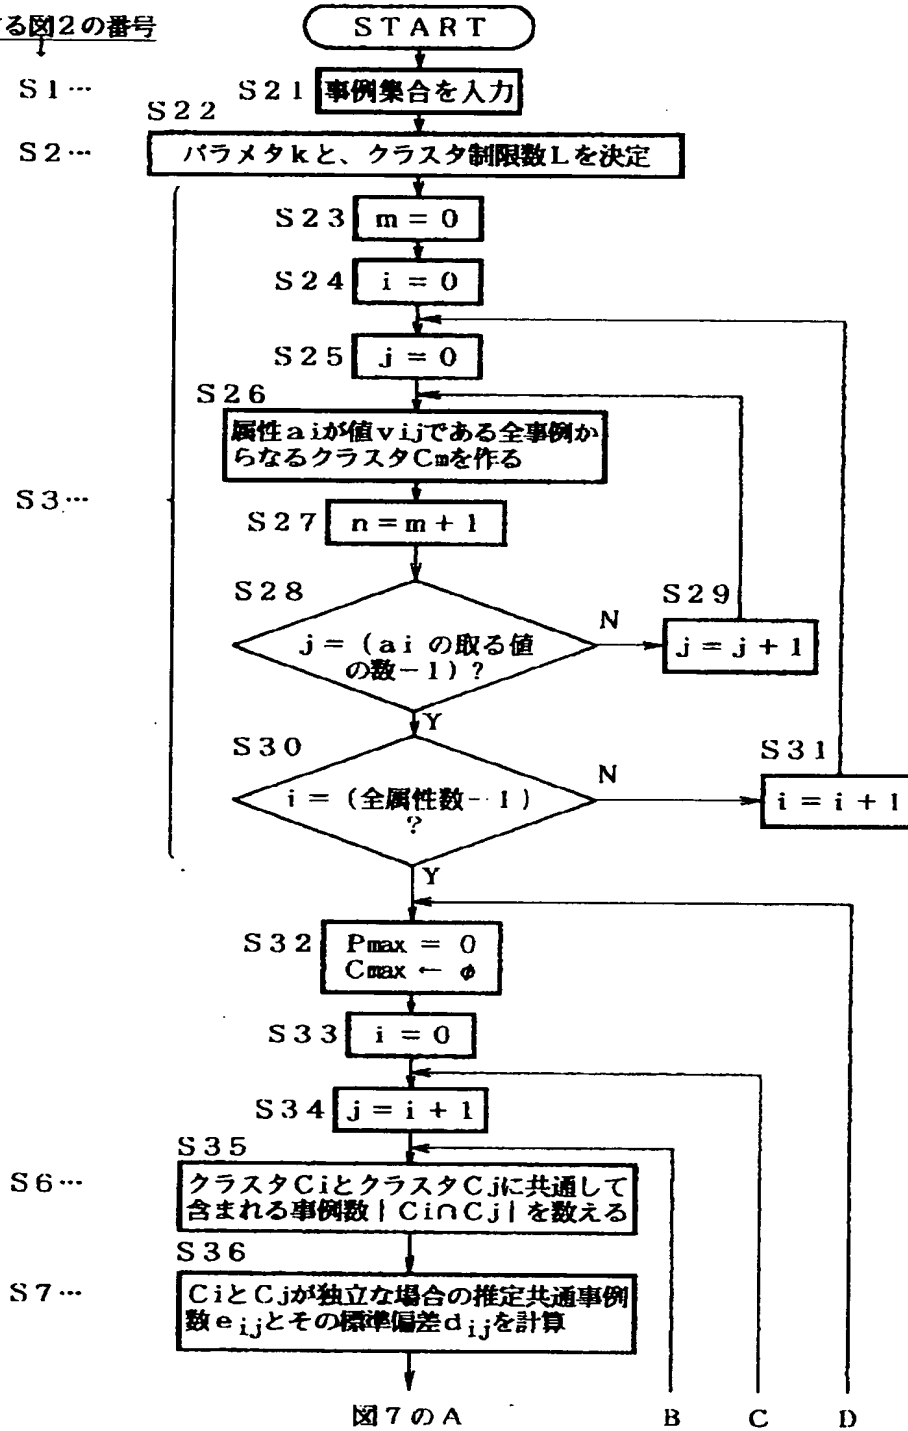 る図2の番号
START
S1…
S21
事例集合を入力
S22
S2…
パラメタkと、クラスタ制限数Lを決定
S23
m=0
S24
i=0
S25
j=0
S26
属性aiが値vijである全事例か
らなるクラスタCmを作る
S3…
S27
n=m+1
S28
j=(aiの取る値
の数-1)?
N
S29
j=j+1
Y
S30
i=(全属性数-1)
?
N
S31
i=i+1
Y
S32
Pmax=0
Cmax←φ
S33
i=0
S34
j=i+1
S35
S6…
クラスタCiとクラスタCjに共通して
含まれる事例数|Ci∩Cj|を数える
S36
S7…
CiとCjが独立な場合の推定共通事例
数eijとその標準偏差dijを計算
図7のA
B
C
D